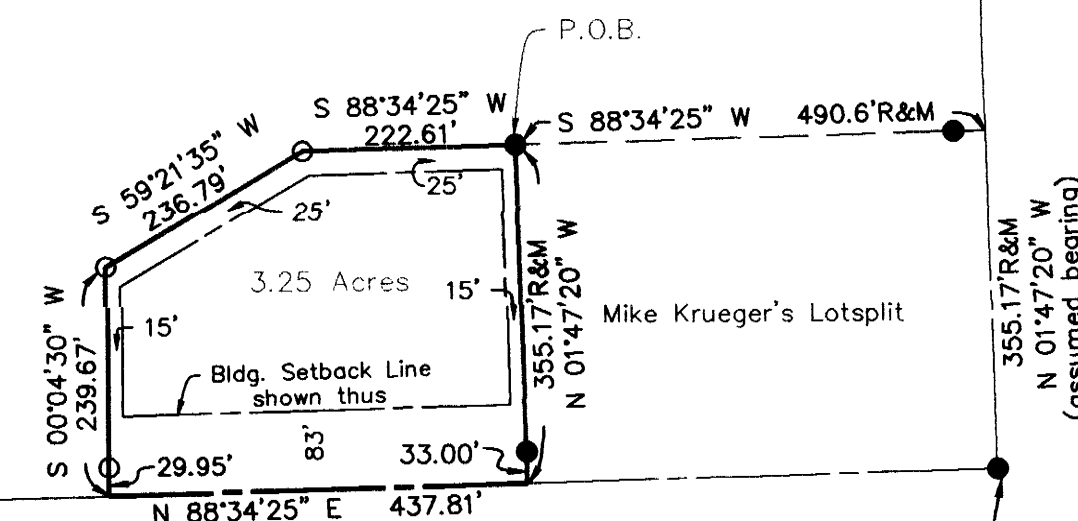 P.O.B.
S 88°34'25" W
222.61'
S 88°34'25" W 490.6'R&M
S 59°21'35" W
236.79'
25'
25'
3.25 Acres
15'
15'
355.17'R&M
N 01°47'20" W
Mike Krueger's Lotsplit
355.17'R&M
N 01°47'20" W
(assumed bearing)
S 00°04'30" W
239.67'
Bldg. Setback Line
shown thus
83'
29.95'
33.00'
N 88°34'25" E 437.81'